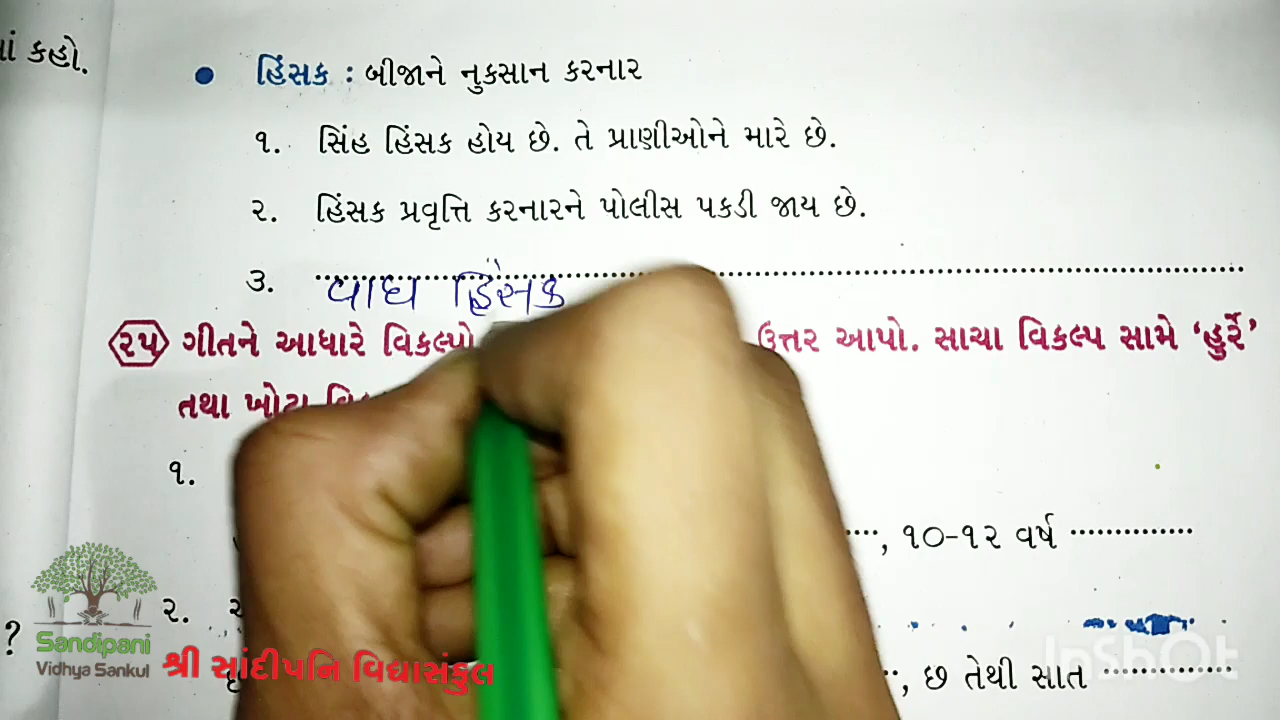 માં કહો.
• હિંસક : બીજાને નુકસાન કરનાર
૧. સિંહ હિંસક હોય છે. તે પ્રાણીઓને મારે છે.
૨. હિંસક પ્રવૃત્તિ કરનારને પોલીસ પકડી જાય છે.
૩. વાઘ હિંસક
૨૫ ગીતને આધારે વિકલ્પો ઉત્તર આપો. સાચા વિકલ્પ સામે ‘હુર્રે’
તથા ખોટા
૧.
, ૧૦-૧૨ વર્ષ
૨.
?
, છ તેથી સાત
Sandipani
Vidhya Sankul
શ્રી સાંદીપનિ વિદ્યાસંકુલ
InShOt